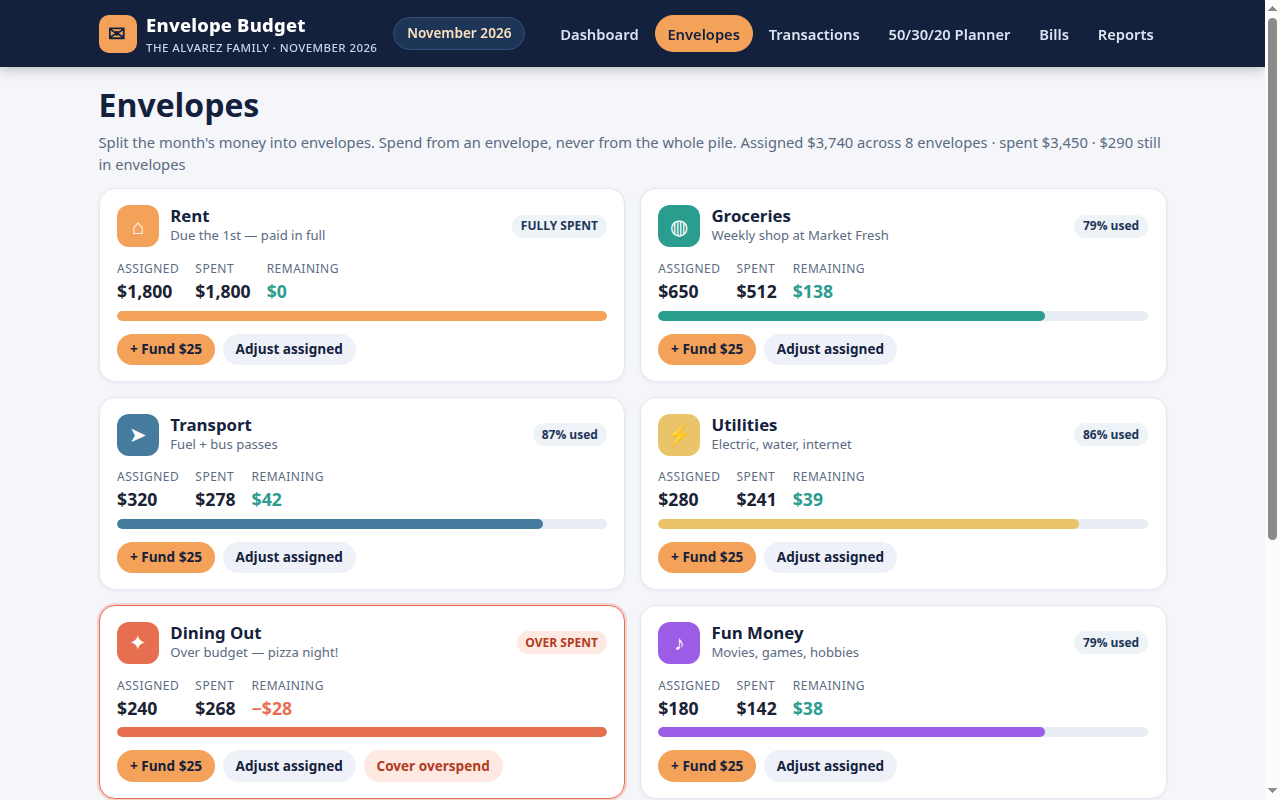 Envelope Budget
THE ALVAREZ FAMILY · NOVEMBER 2026
November 2026
Dashboard
Envelopes
Transactions
50/30/20 Planner
Bills
Reports
Envelopes
Split the month's money into envelopes. Spend from an envelope, never from the whole pile. Assigned $3,740 across 8 envelopes · spent $3,450 · $290 still
in envelopes
Rent
Due the 1st — paid in full
FULLY SPENT
ASSIGNED SPENT REMAINING
$1,800 $1,800 $0
+ Fund $25 Adjust assigned
Groceries
Weekly shop at Market Fresh
79% used
ASSIGNED SPENT REMAINING
$650 $512 $138
+ Fund $25 Adjust assigned
Transport
Fuel + bus passes
87% used
ASSIGNED SPENT REMAINING
$320 $278 $42
+ Fund $25 Adjust assigned
Utilities
Electric, water, internet
86% used
ASSIGNED SPENT REMAINING
$280 $241 $39
+ Fund $25 Adjust assigned
Dining Out
Over budget — pizza night!
OVER SPENT
ASSIGNED SPENT REMAINING
$240 $268 –$28
+ Fund $25 Adjust assigned Cover overspend
Fun Money
Movies, games, hobbies
79% used
ASSIGNED SPENT REMAINING
$180 $142 $38
+ Fund $25 Adjust assigned